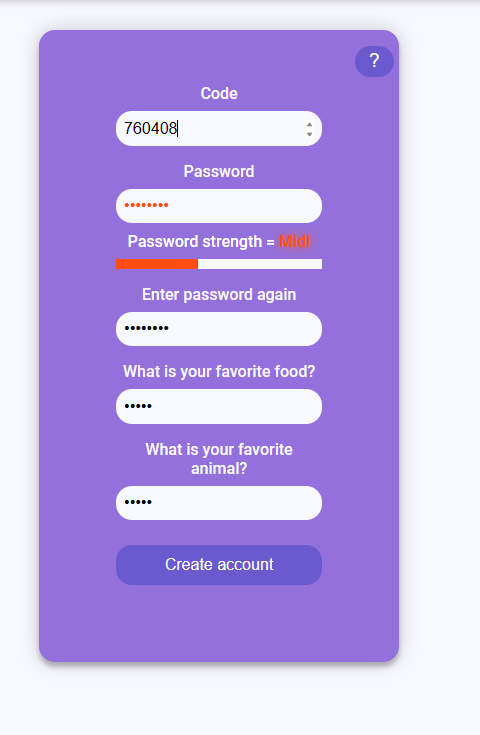 ?
Code
760408
Password
••••••••
Password strength = Mid!
Enter password again
••••••••
What is your favorite food?
•••••
What is your favorite
animal?
•••••
Create account